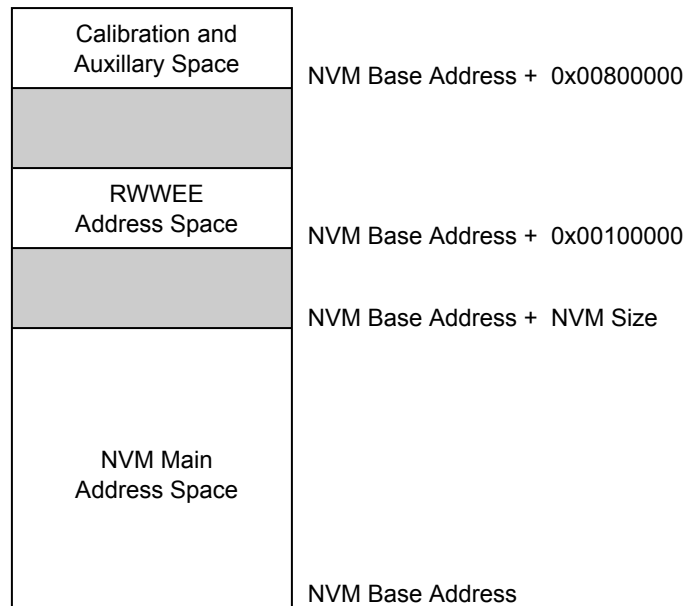 Calibration and
Auxillary Space
NVM Base Address + 0x00800000
RWWEE
Address Space
NVM Base Address + 0x00100000
NVM Base Address + NVM Size
NVM Main
Address Space
NVM Base Address